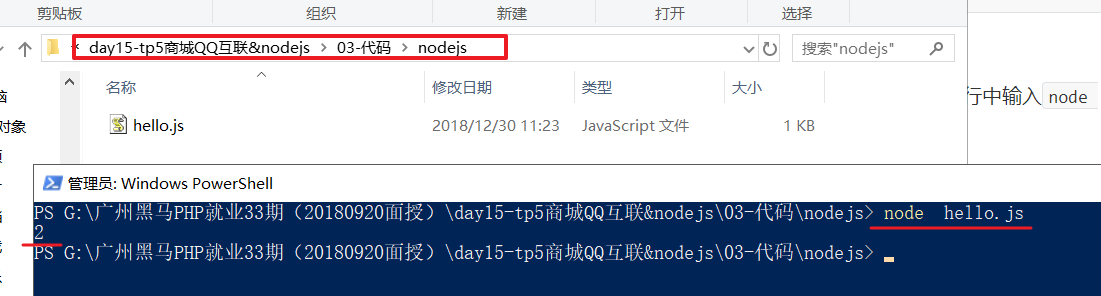 剪贴板 组织 新建 打开 选择
day15-tp5商城QQ互联&nodejs > 03-代码 > nodejs 搜索"nodejs"
行中输入node
名称 修改日期 类型 大小
对象
hello.js 2018/12/30 11:23 JavaScript 文件 1 KB
管理员: Windows PowerShell
PS G:\广州黑马PHP就业33期（20180920面授）\day15-tp5商城QQ互联&nodejs\03-代码\nodejs> node  hello.js
2
PS G:\广州黑马PHP就业33期（20180920面授）\day15-tp5商城QQ互联&nodejs\03-代码\nodejs>